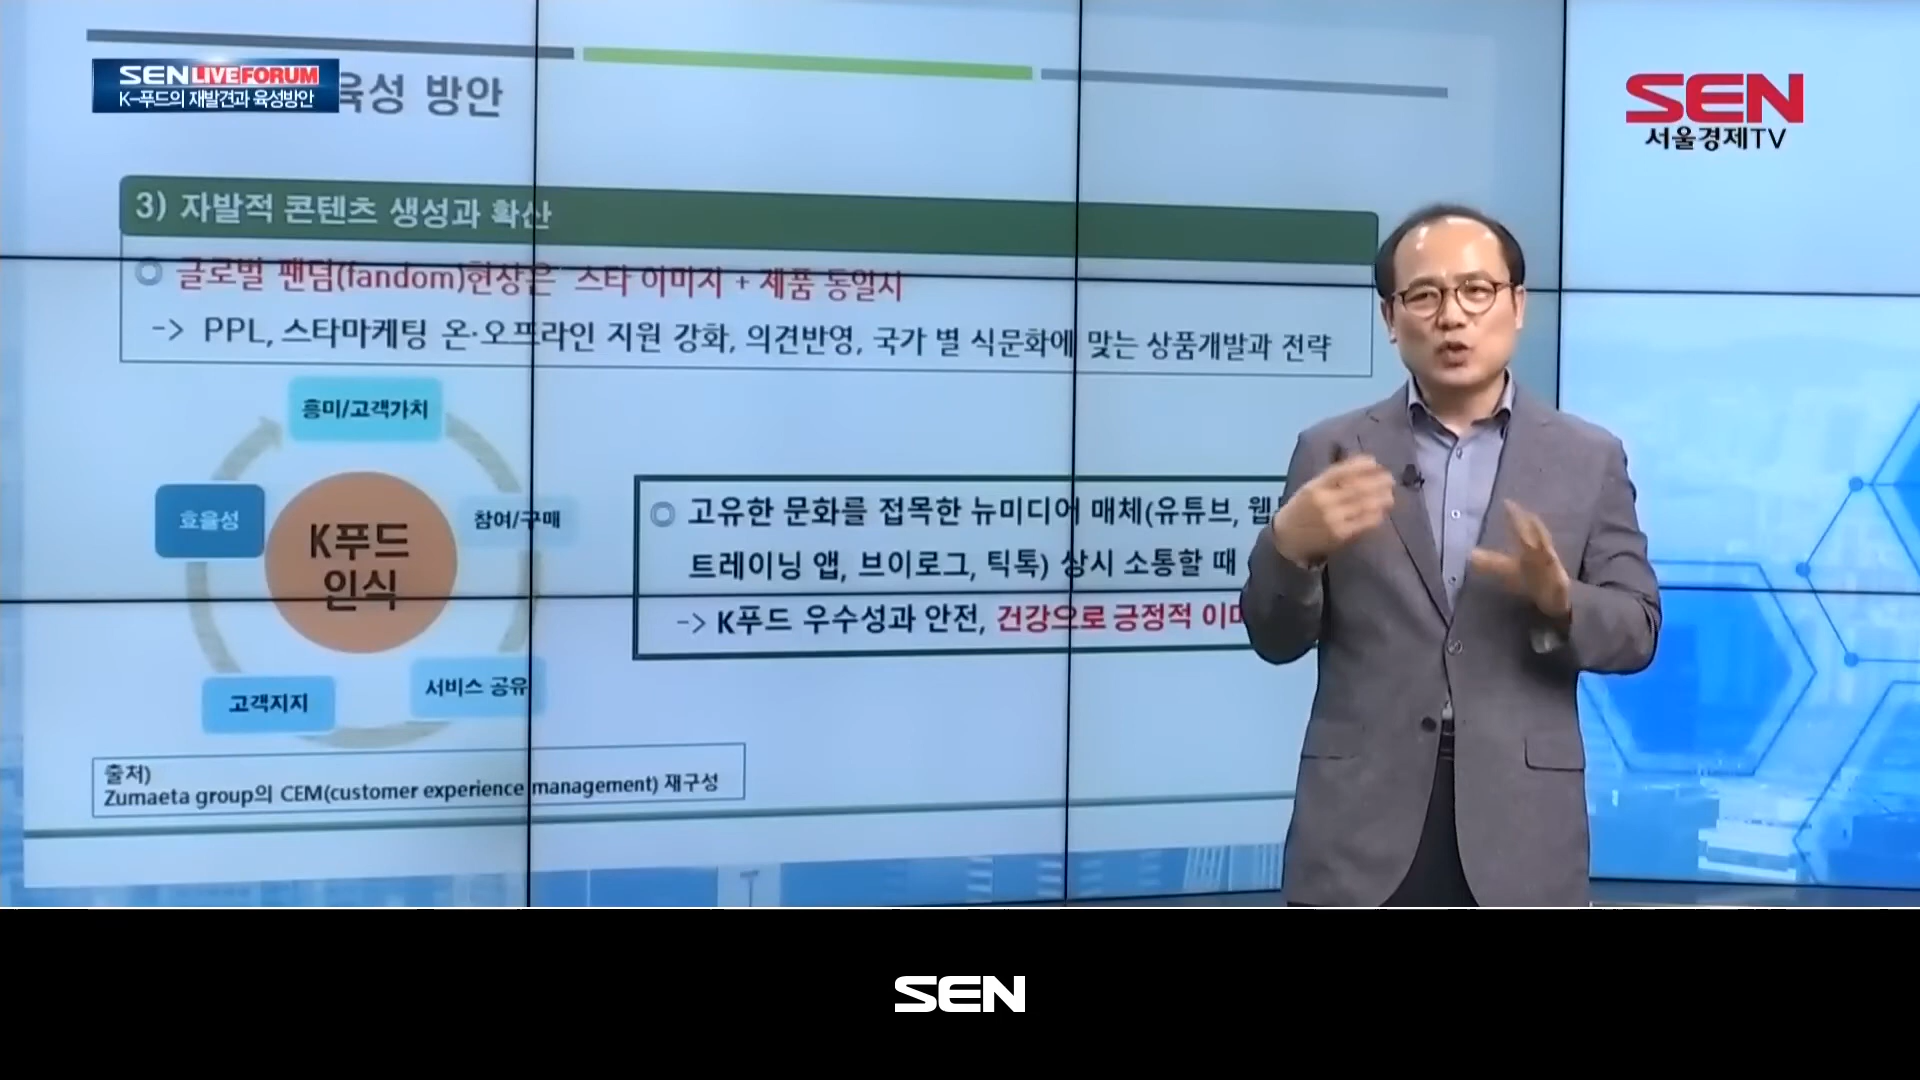 SEN LIVE FORUM
K-푸드의 재발견과 육성방안
육성 방안
SEN
서울경제TV
3) 자발적 콘텐츠 생성과 확산
글로벌 팬덤(fandom)현상은 스타 이미지 + 제품 동일시
-> PPL, 스타마케팅 온·오프라인 지원 강화, 의견반영, 국가 별 식문화에 맞는 상품개발과 전략
흥미/고객가치
효율성
참여/구매
K푸드
인식
고객지지
서비스 공유
고유한 문화를 접목한 뉴미디어 매체(유튜브,
트레이닝 앱, 브이로그, 틱톡) 상시 소통할 때
-> K푸드 우수성과 안전, 건강으로 긍정적
출처)
Zumaeta group의 CEM(customer experience management) 재구성
SEN